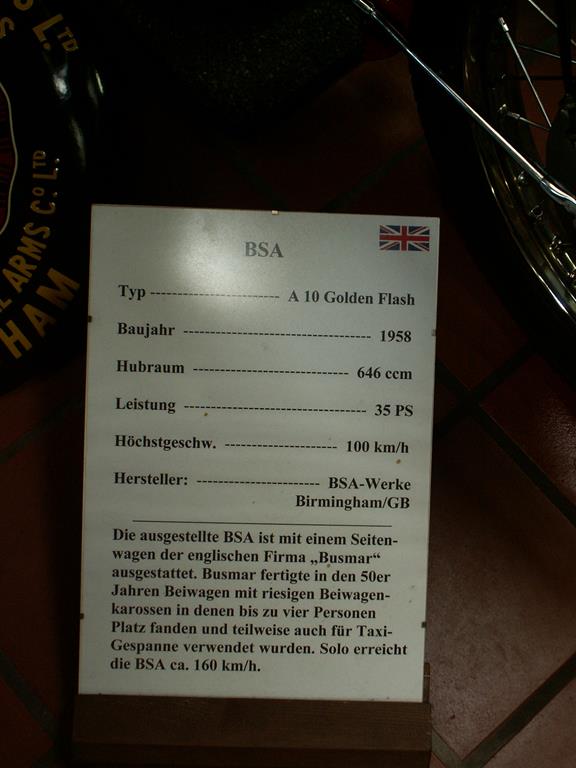 LTD
ARMS CO. LTD
HAM
BSA
Typ ------------------------- A 10 Golden Flash
Baujahr ------------------------------------ 1958
Hubraum ------------------------------ 646 ccm
Leistung ----------------------------------- 35 PS
Höchstgeschw. --------------------- 100 km/h
Hersteller: ----------------------- BSA-Werke
Birmingham/GB
Die ausgestellte BSA ist mit einem Seiten-
wagen der englischen Firma „Busmar“
ausgestattet. Busmar fertigte in den 50er
Jahren Beiwagen mit riesigen Beiwagen-
karossen in denen bis zu vier Personen
Platz fanden und teilweise auch für Taxi-
Gespanne verwendet wurden. Solo erreicht
die BSA ca. 160 km/h.